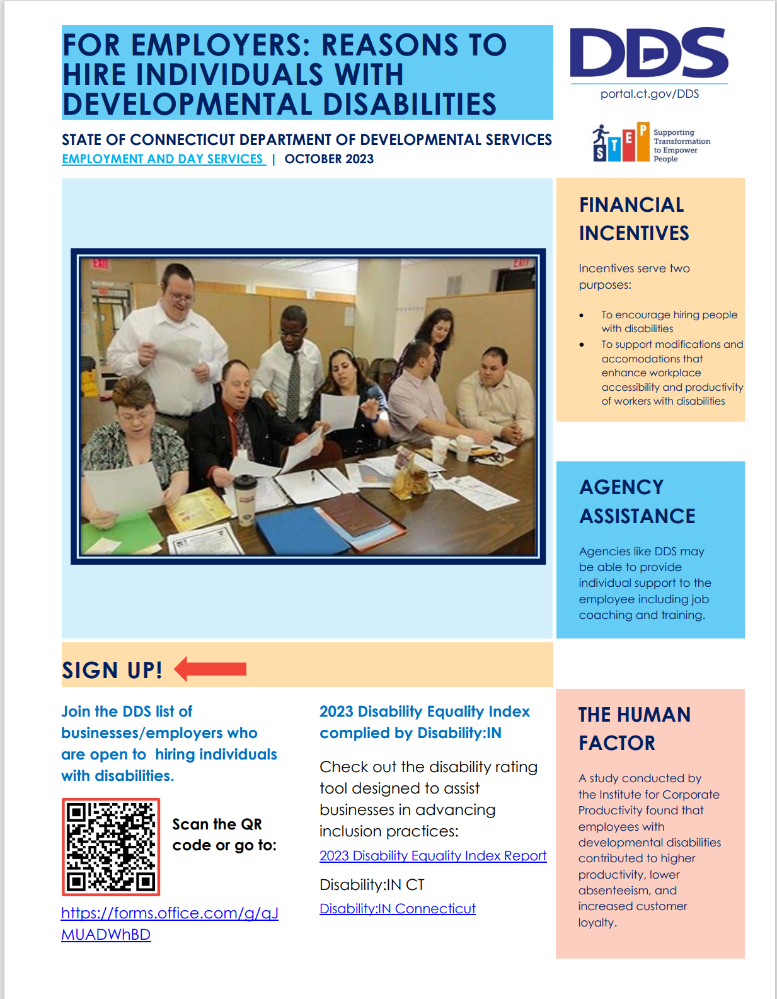 FOR EMPLOYERS: REASONS TO
HIRE INDIVIDUALS WITH
DEVELOPMENTAL DISABILITIES
STATE OF CONNECTICUT DEPARTMENT OF DEVELOPMENTAL SERVICES
EMPLOYMENT AND DAY SERVICES | OCTOBER 2023
DDS
portal.ct.gov/DDS
STEP
Supporting
Transformation
to Empower
People
EXIT
EXIT
FINANCIAL
INCENTIVES
Incentives serve two
purposes:
• To encourage hiring people
with disabilities
• To support modifications and
accomodations that
enhance workplace
accessibility and productivity
of workers with disabilities
AGENCY
ASSISTANCE
Agencies like DDS may
be able to provide
individual support to the
employee including job
coaching and training.
SIGN UP!
Join the DDS list of
businesses/employers who
are open to  hiring individuals
with disabilities.
Scan the QR
code or go to:
https://forms.office.com/g/qJ
MUADWhBD
2023 Disability Equality Index
complied by Disability:IN
Check out the disability rating
tool designed to assist
businesses in advancing
inclusion practices:
2023 Disability Equality Index Report
Disability:IN CT
Disability:IN Connecticut
THE HUMAN
FACTOR
A study conducted by
the Institute for Corporate
Productivity found that
employees with
developmental disabilities
contributed to higher
productivity, lower
absenteeism, and
increased customer
loyalty.